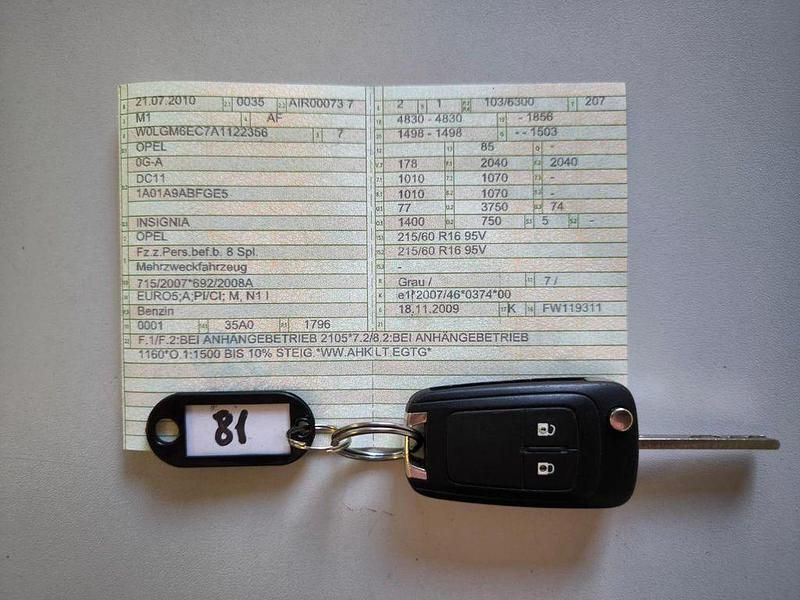 21.07.2010 0035 AIR00073 7
M1 AF
W0LGM6EC7A1122356 7
OPEL
0G-A
DC11
1A01A9ABFGE5
INSIGNIA
OPEL
Fz.z.Pers.bef.b. 8 Spl.
Mehrzweckfahrzeug
715/2007*692/2008A
EURO5;A;PI/CI; M, N1 I
Benzin
0001 35A0 1796
2 1 103/6300 207
4830 - 4830 - 1856
1498 - 1498 - - 1503
85 -
178 2040 2040
1010 1070 -
1010 1070 -
77 3750 74
1400 750 5 -
215/60 R16 95V
215/60 R16 95V
-
Grau / 7 /
e1*2007/46*0374*00
18.11.2009 K FW119311
F.1/F.2:BEI ANHÄNGEBETRIEB 2105*7.2/8.2:BEI ANHÄNGEBETRIEB
1160*O.1:1500 BIS 10% STEIG.*WW.AHK LT.EGTG*
81